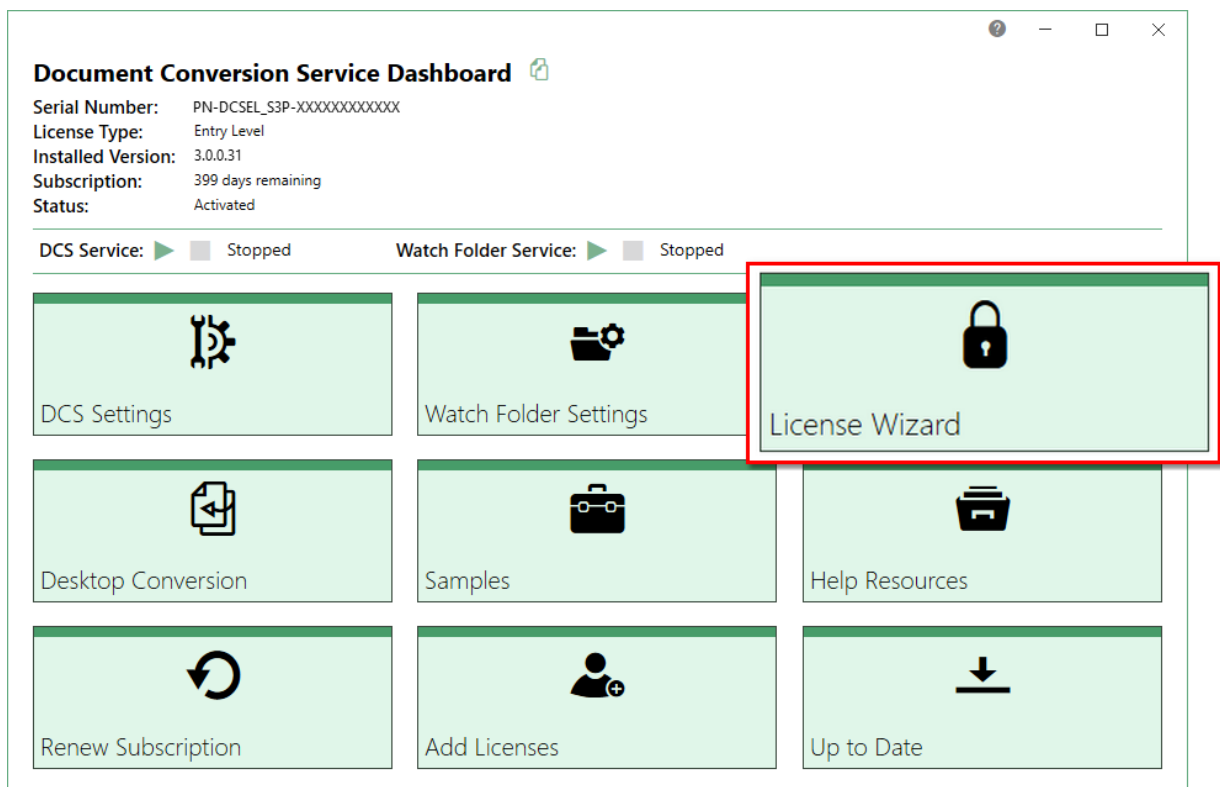 Document Conversion Service Dashboard
Serial Number: PN-DCSEL_S3P-XXXXXXXXXXXX
License Type: Entry Level
Installed Version: 3.0.0.31
Subscription: 399 days remaining
Status: Activated
DCS Service: Stopped Watch Folder Service: Stopped
DCS Settings
Watch Folder Settings
License Wizard
Desktop Conversion
Samples
Help Resources
Renew Subscription
Add Licenses
Up to Date